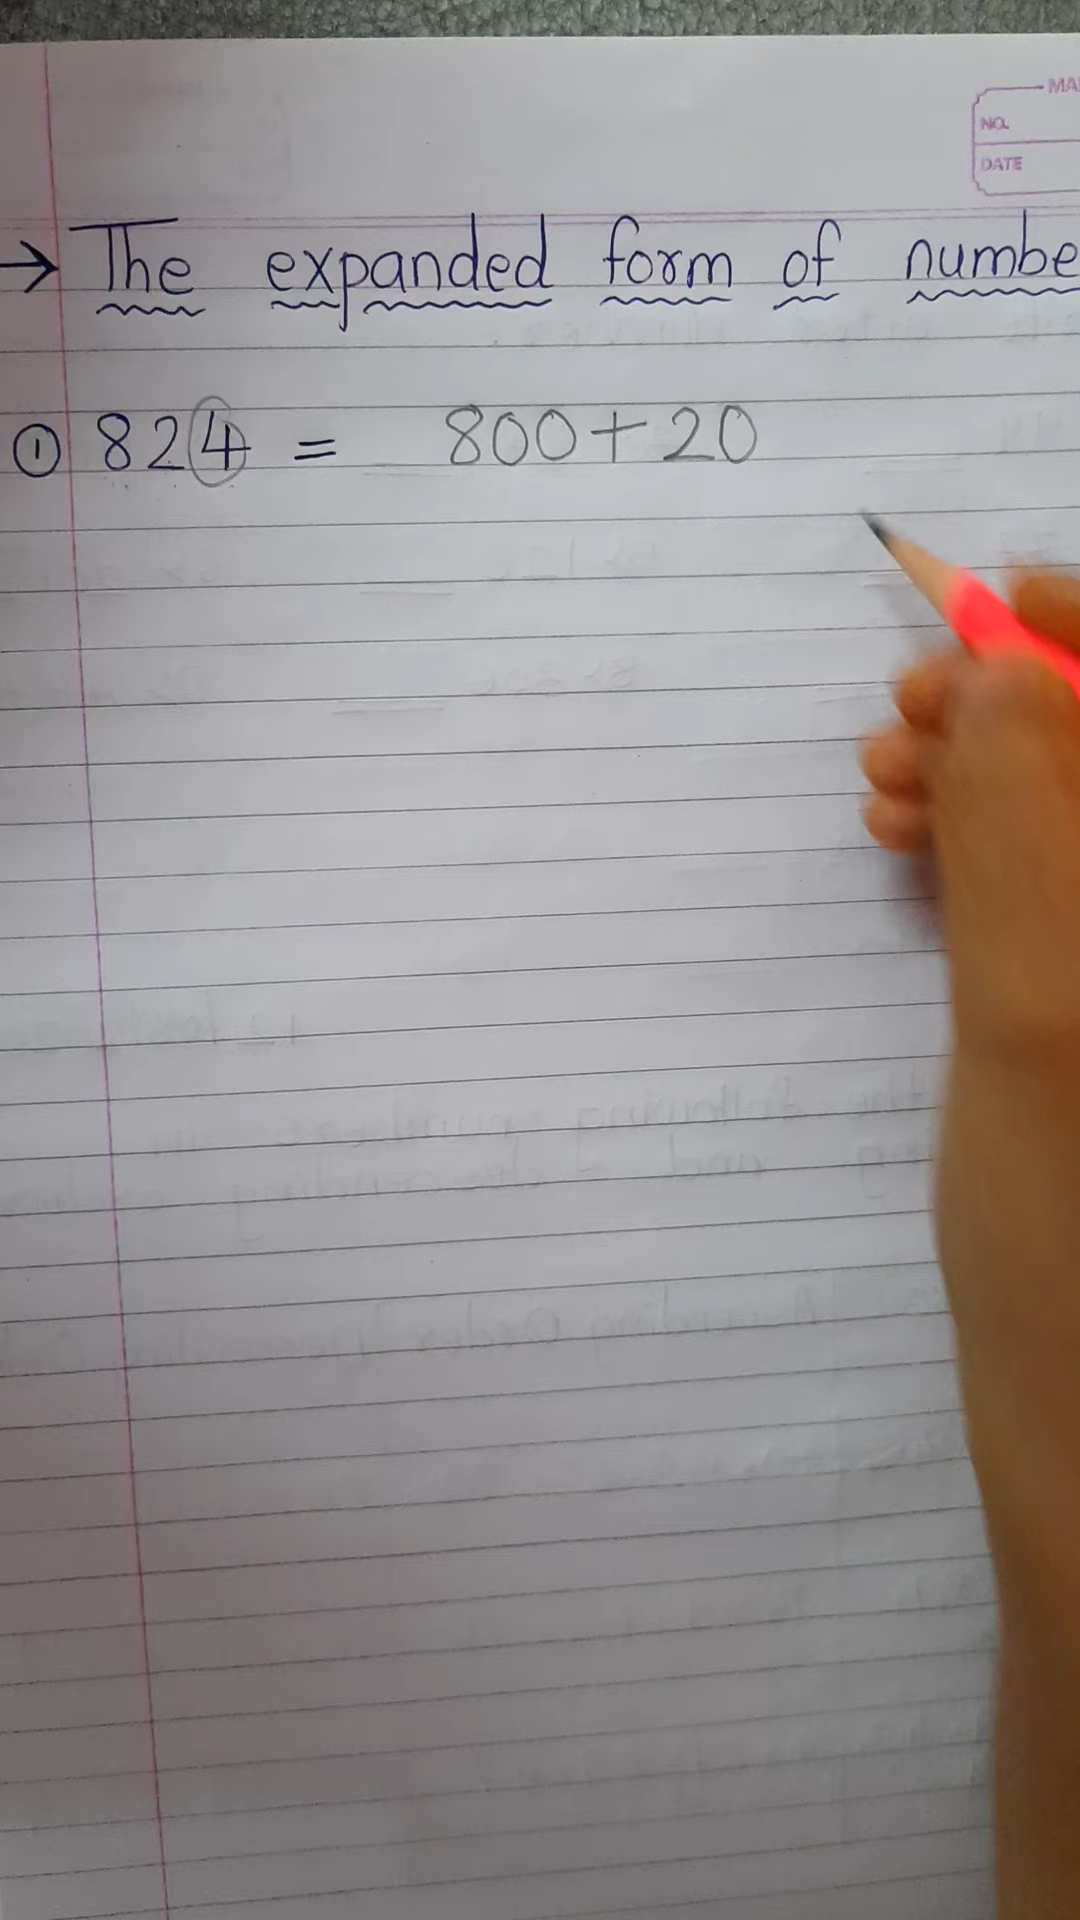 MA
NO.
DATE
→ The expanded form of numbe
① 824 = 800+20